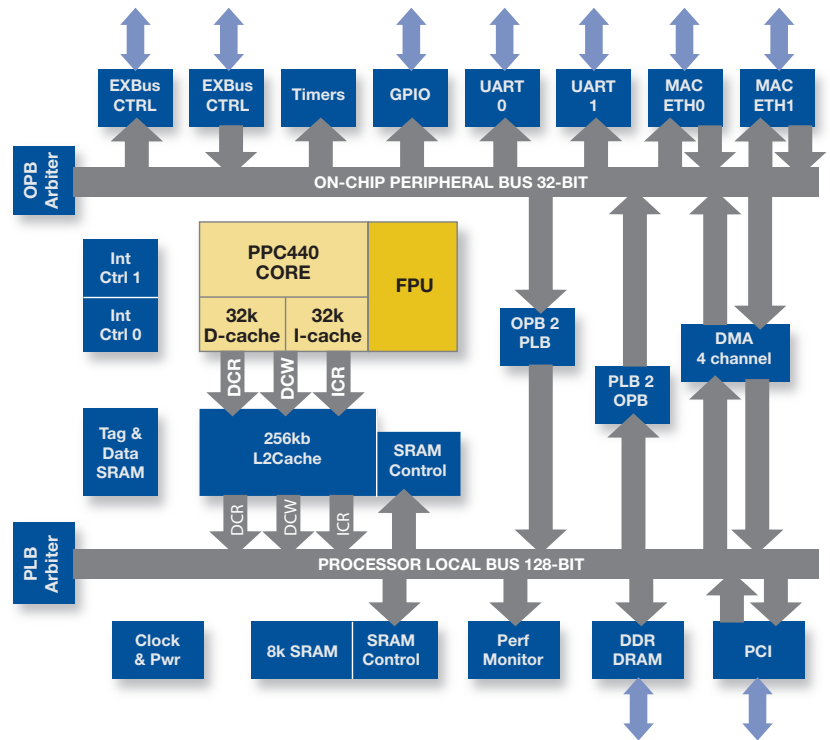 EXBus
CTRL
EXBus
CTRL
Timers
GPIO
UART
0
UART
1
MAC
ETH0
MAC
ETH1
OPB
Arbiter
ON-CHIP PERIPHERAL BUS 32-BIT
Int
Ctrl 1
Int
Ctrl 0
PPC440
CORE
FPU
32k
D-cache
32k
I-cache
OPB 2
PLB
DMA
4 channel
PLB 2
OPB
DCR
DCW
ICR
Tag &
Data
SRAM
256kb
L2Cache
SRAM
Control
DCR
DCW
ICR
PLB
Arbiter
PROCESSOR LOCAL BUS 128-BIT
Clock
& Pwr
8k SRAM
SRAM
Control
Perf
Monitor
DDR
DRAM
PCI